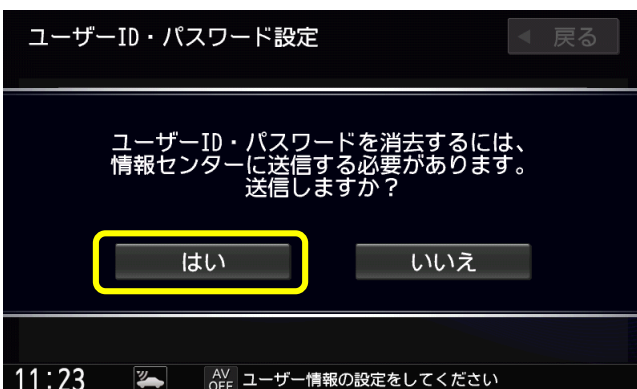 ユーザーID・パスワード設定
戻る
ユーザーID・パスワードを消去するには、
情報センターに送信する必要があります。
送信しますか？
はい
いいえ
11:23
AV
OFF
ユーザー情報の設定をしてください